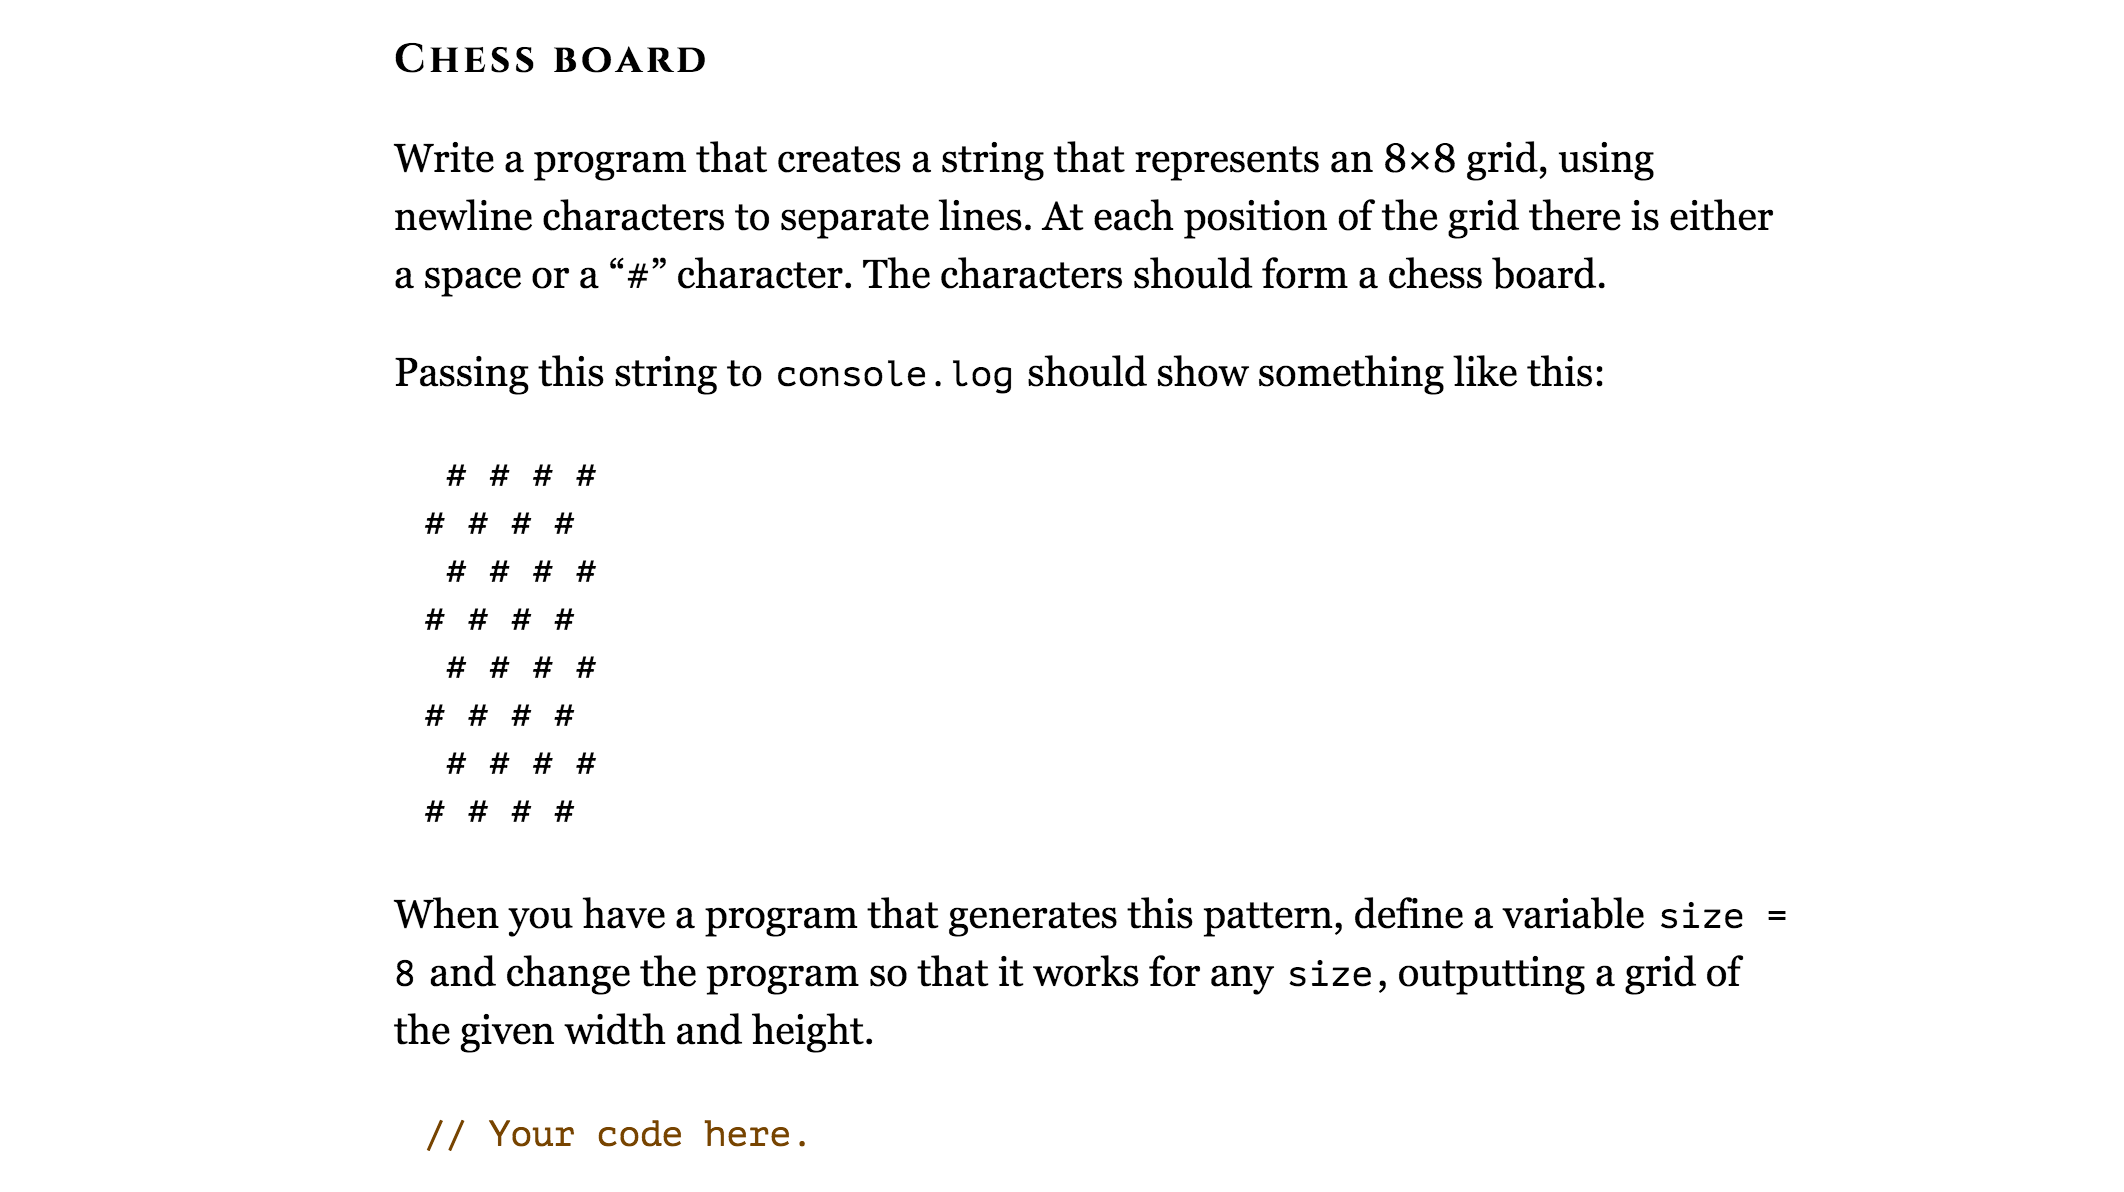 Chess board
Write a program that creates a string that represents an 8×8 grid, using
newline characters to separate lines. At each position of the grid there is either
a space or a “#” character. The characters should form a chess board.
Passing this string to console.log should show something like this:
 # # # #
# # # #
 # # # #
# # # #
 # # # #
# # # #
 # # # #
# # # #
When you have a program that generates this pattern, define a variable size =
8 and change the program so that it works for any size, outputting a grid of
the given width and height.
// Your code here.